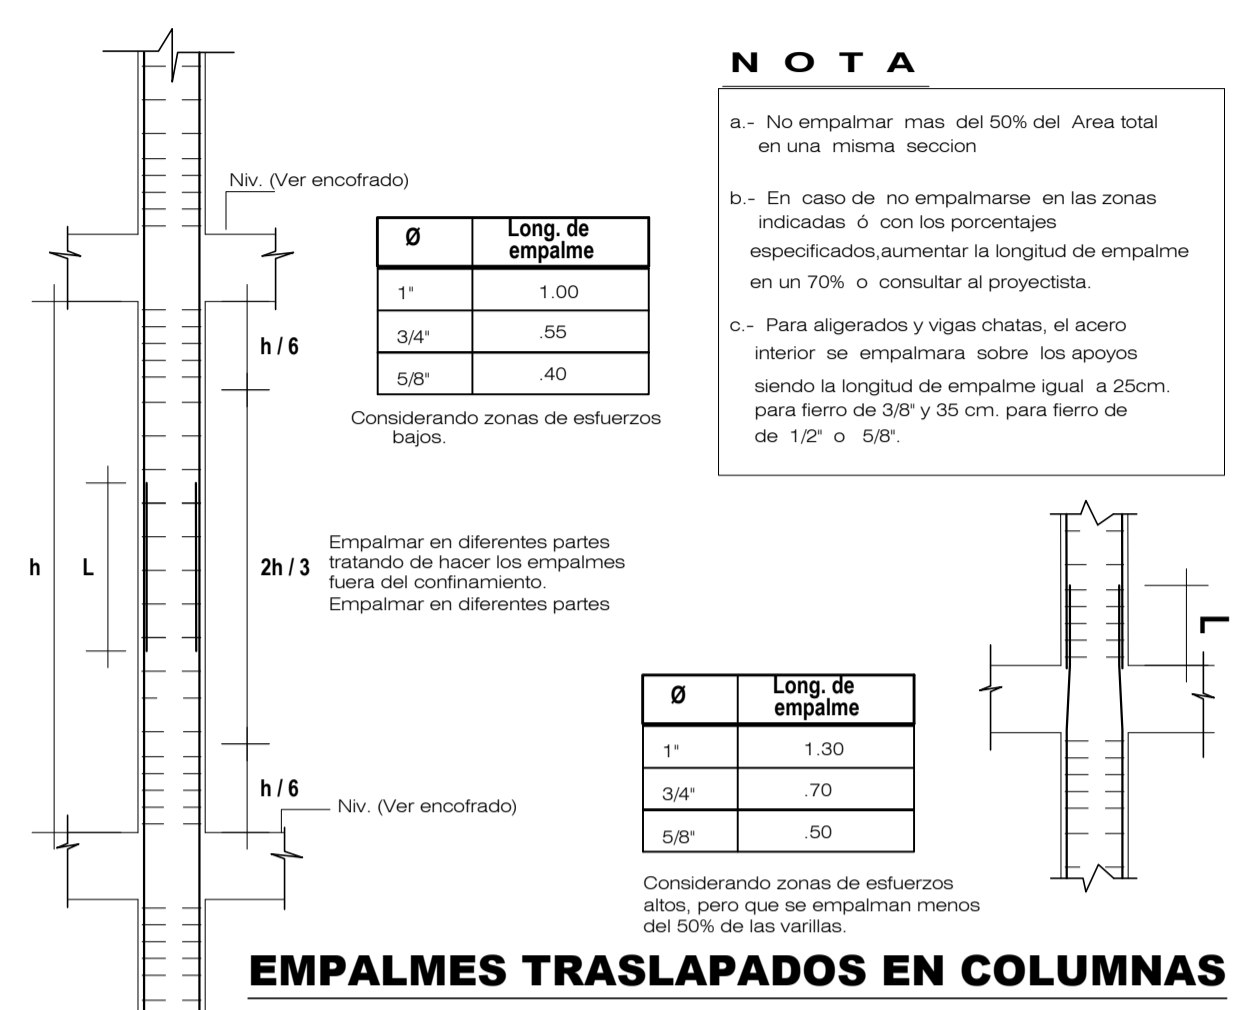 N O T A
a.- No empalmar mas del 50% del Area total
en una misma seccion
b.- En caso de no empalmarse en las zonas
indicadas ó con los porcentajes
especificados,aumentar la longitud de empalme
en un 70% o consultar al proyectista.
c.- Para aligerados y vigas chatas, el acero
interior se empalmara sobre los apoyos
siendo la longitud de empalme igual a 25cm.
para fierro de 3/8" y 35 cm. para fierro de
de 1/2" o 5/8".
Niv. (Ver encofrado)
Ø Long. de
empalme
1" 1.00
3/4" .55
5/8" .40
Considerando zonas de esfuerzos
bajos.
h / 6
h
L
2h / 3
Empalmar en diferentes partes
tratando de hacer los empalmes
fuera del confinamiento.
Empalmar en diferentes partes
h / 6
Niv. (Ver encofrado)
L
Ø Long. de
empalme
1" 1.30
3/4" .70
5/8" .50
Considerando zonas de esfuerzos
altos, pero que se empalman menos
del 50% de las varillas.
EMPALMES TRASLAPADOS EN COLUMNAS